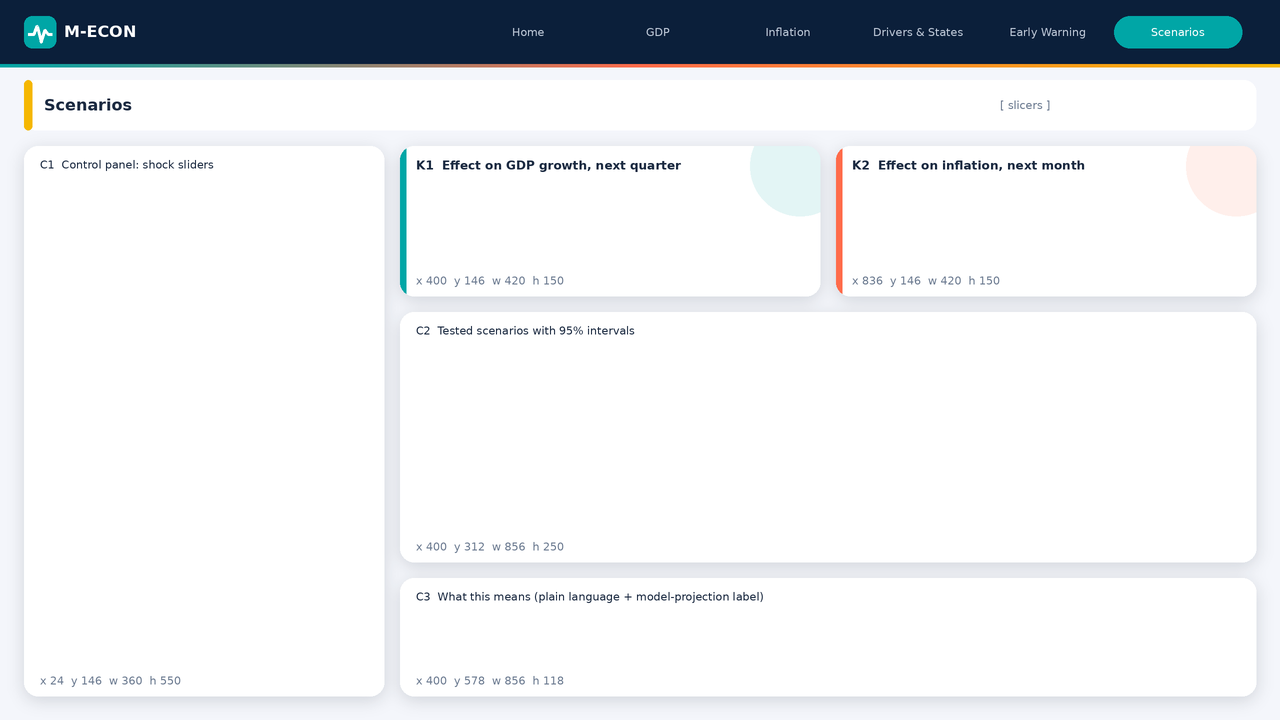 M-ECON
Home
GDP
Inflation
Drivers & States
Early Warning
Scenarios
Scenarios
[ slicers ]
C1  Control panel: shock sliders
x 24  y 146  w 360  h 550
K1  Effect on GDP growth, next quarter
x 400  y 146  w 420  h 150
K2  Effect on inflation, next month
x 836  y 146  w 420  h 150
C2  Tested scenarios with 95% intervals
x 400  y 312  w 856  h 250
C3  What this means (plain language + model-projection label)
x 400  y 578  w 856  h 118